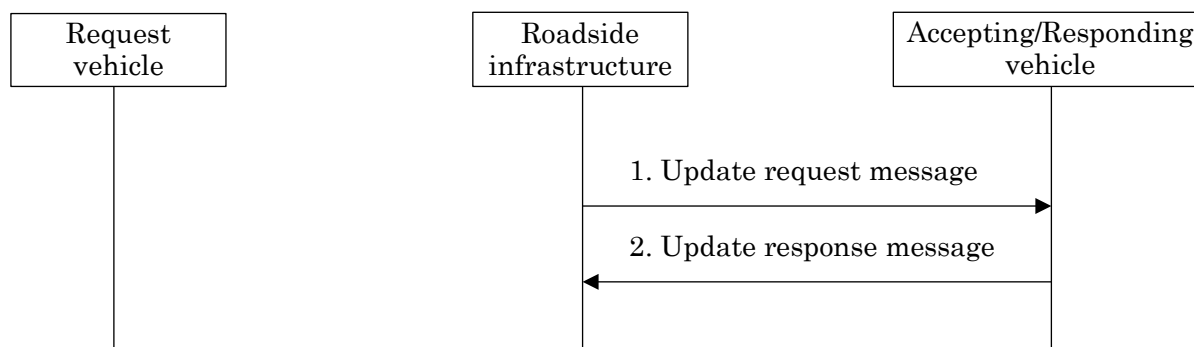 Request
vehicle
Roadside
infrastructure
Accepting/Responding
vehicle
1. Update request message
2. Update response message